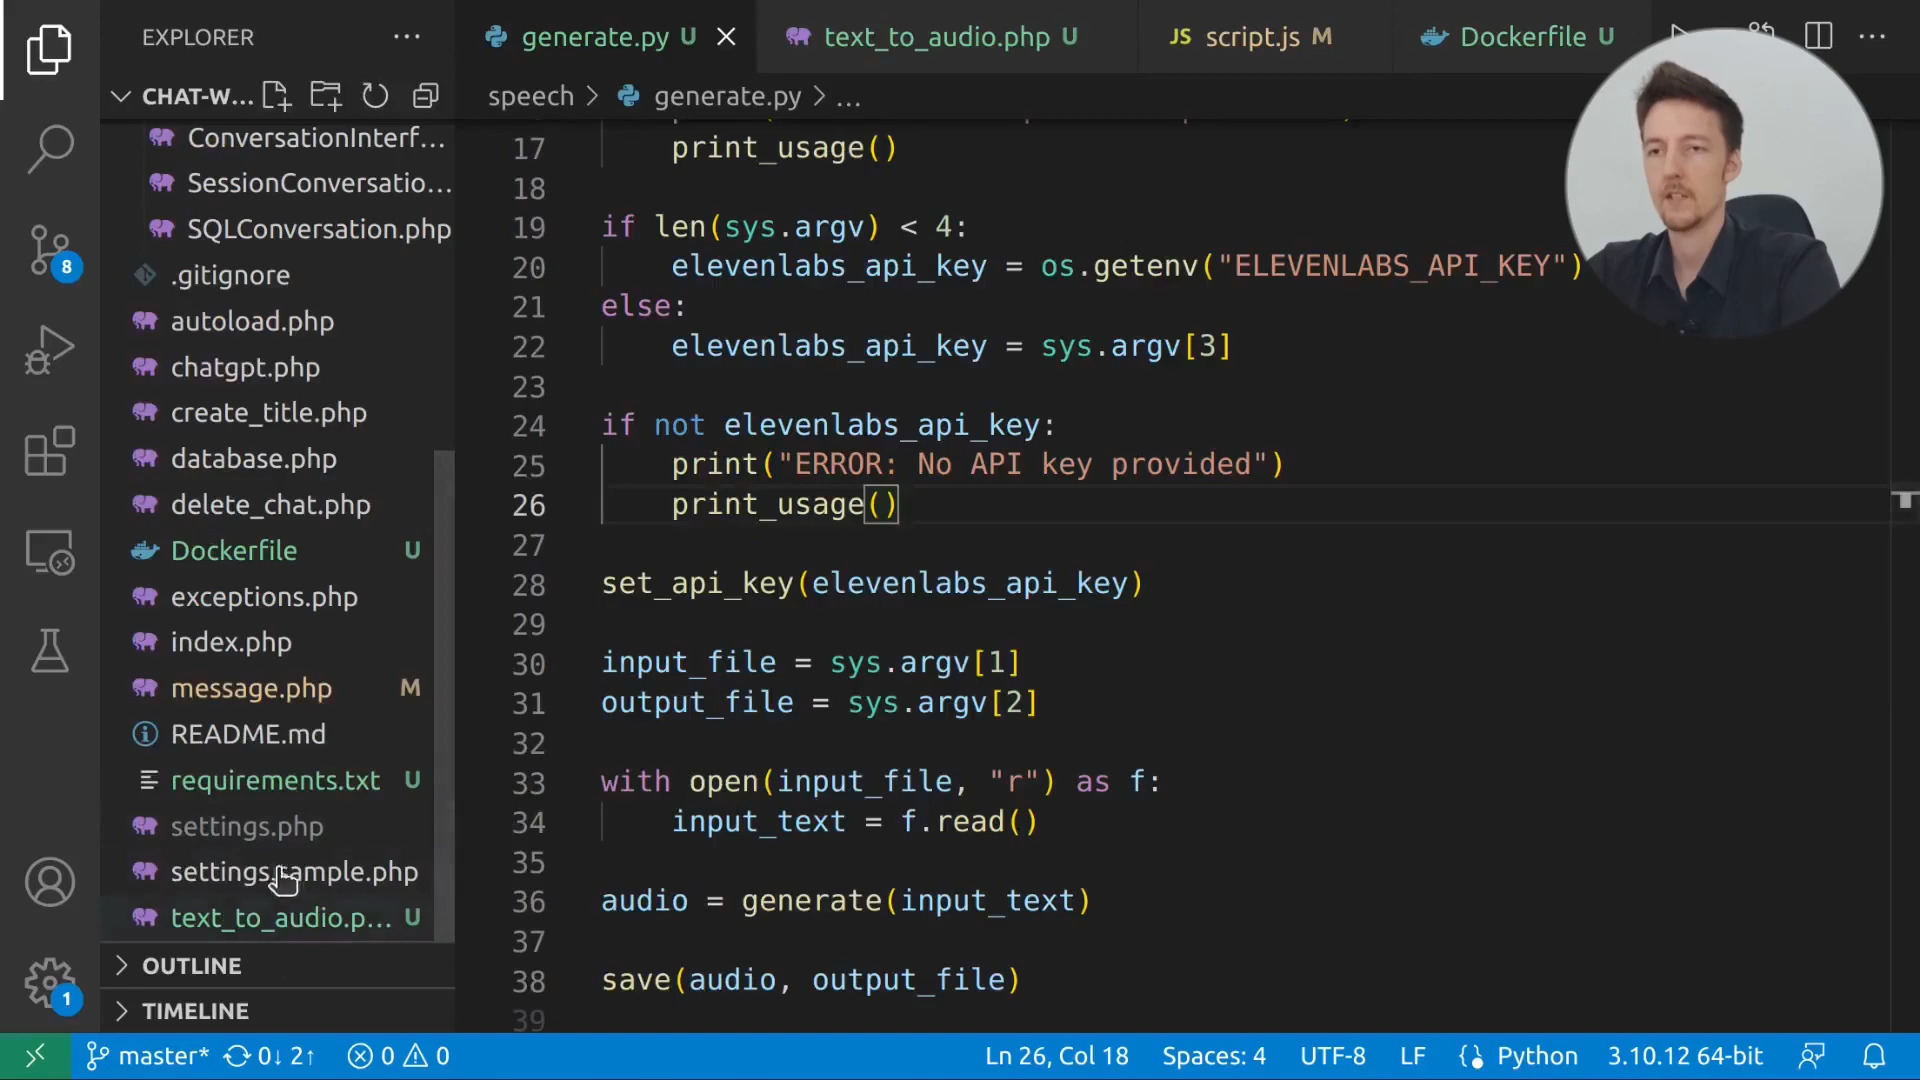 EXPLORER
CHAT-W...
ConversationInterf...
SessionConversatio...
SQLConversation.php
.gitignore
autoload.php
chatgpt.php
create_title.php
database.php
delete_chat.php
Dockerfile U
exceptions.php
index.php
message.php M
README.md
requirements.txt U
settings.php
settings.sample.php
text_to_audio.p... U
OUTLINE
TIMELINE
8
1
generate.py U
text_to_audio.php U
JS script.js M
Dockerfile U
speech > generate.py > ...
17 print_usage()
18
19 if len(sys.argv) < 4:
20 elevenlabs_api_key = os.getenv("ELEVENLABS_API_KEY")
21 else:
22 elevenlabs_api_key = sys.argv[3]
23
24 if not elevenlabs_api_key:
25 print("ERROR: No API key provided")
26 print_usage()
27
28 set_api_key(elevenlabs_api_key)
29
30 input_file = sys.argv[1]
31 output_file = sys.argv[2]
32
33 with open(input_file, "r") as f:
34 input_text = f.read()
35
36 audio = generate(input_text)
37
38 save(audio, output_file)
39
master* 0↓ 2↑ 0 0 Ln 26, Col 18 Spaces: 4 UTF-8 LF Python 3.10.12 64-bit